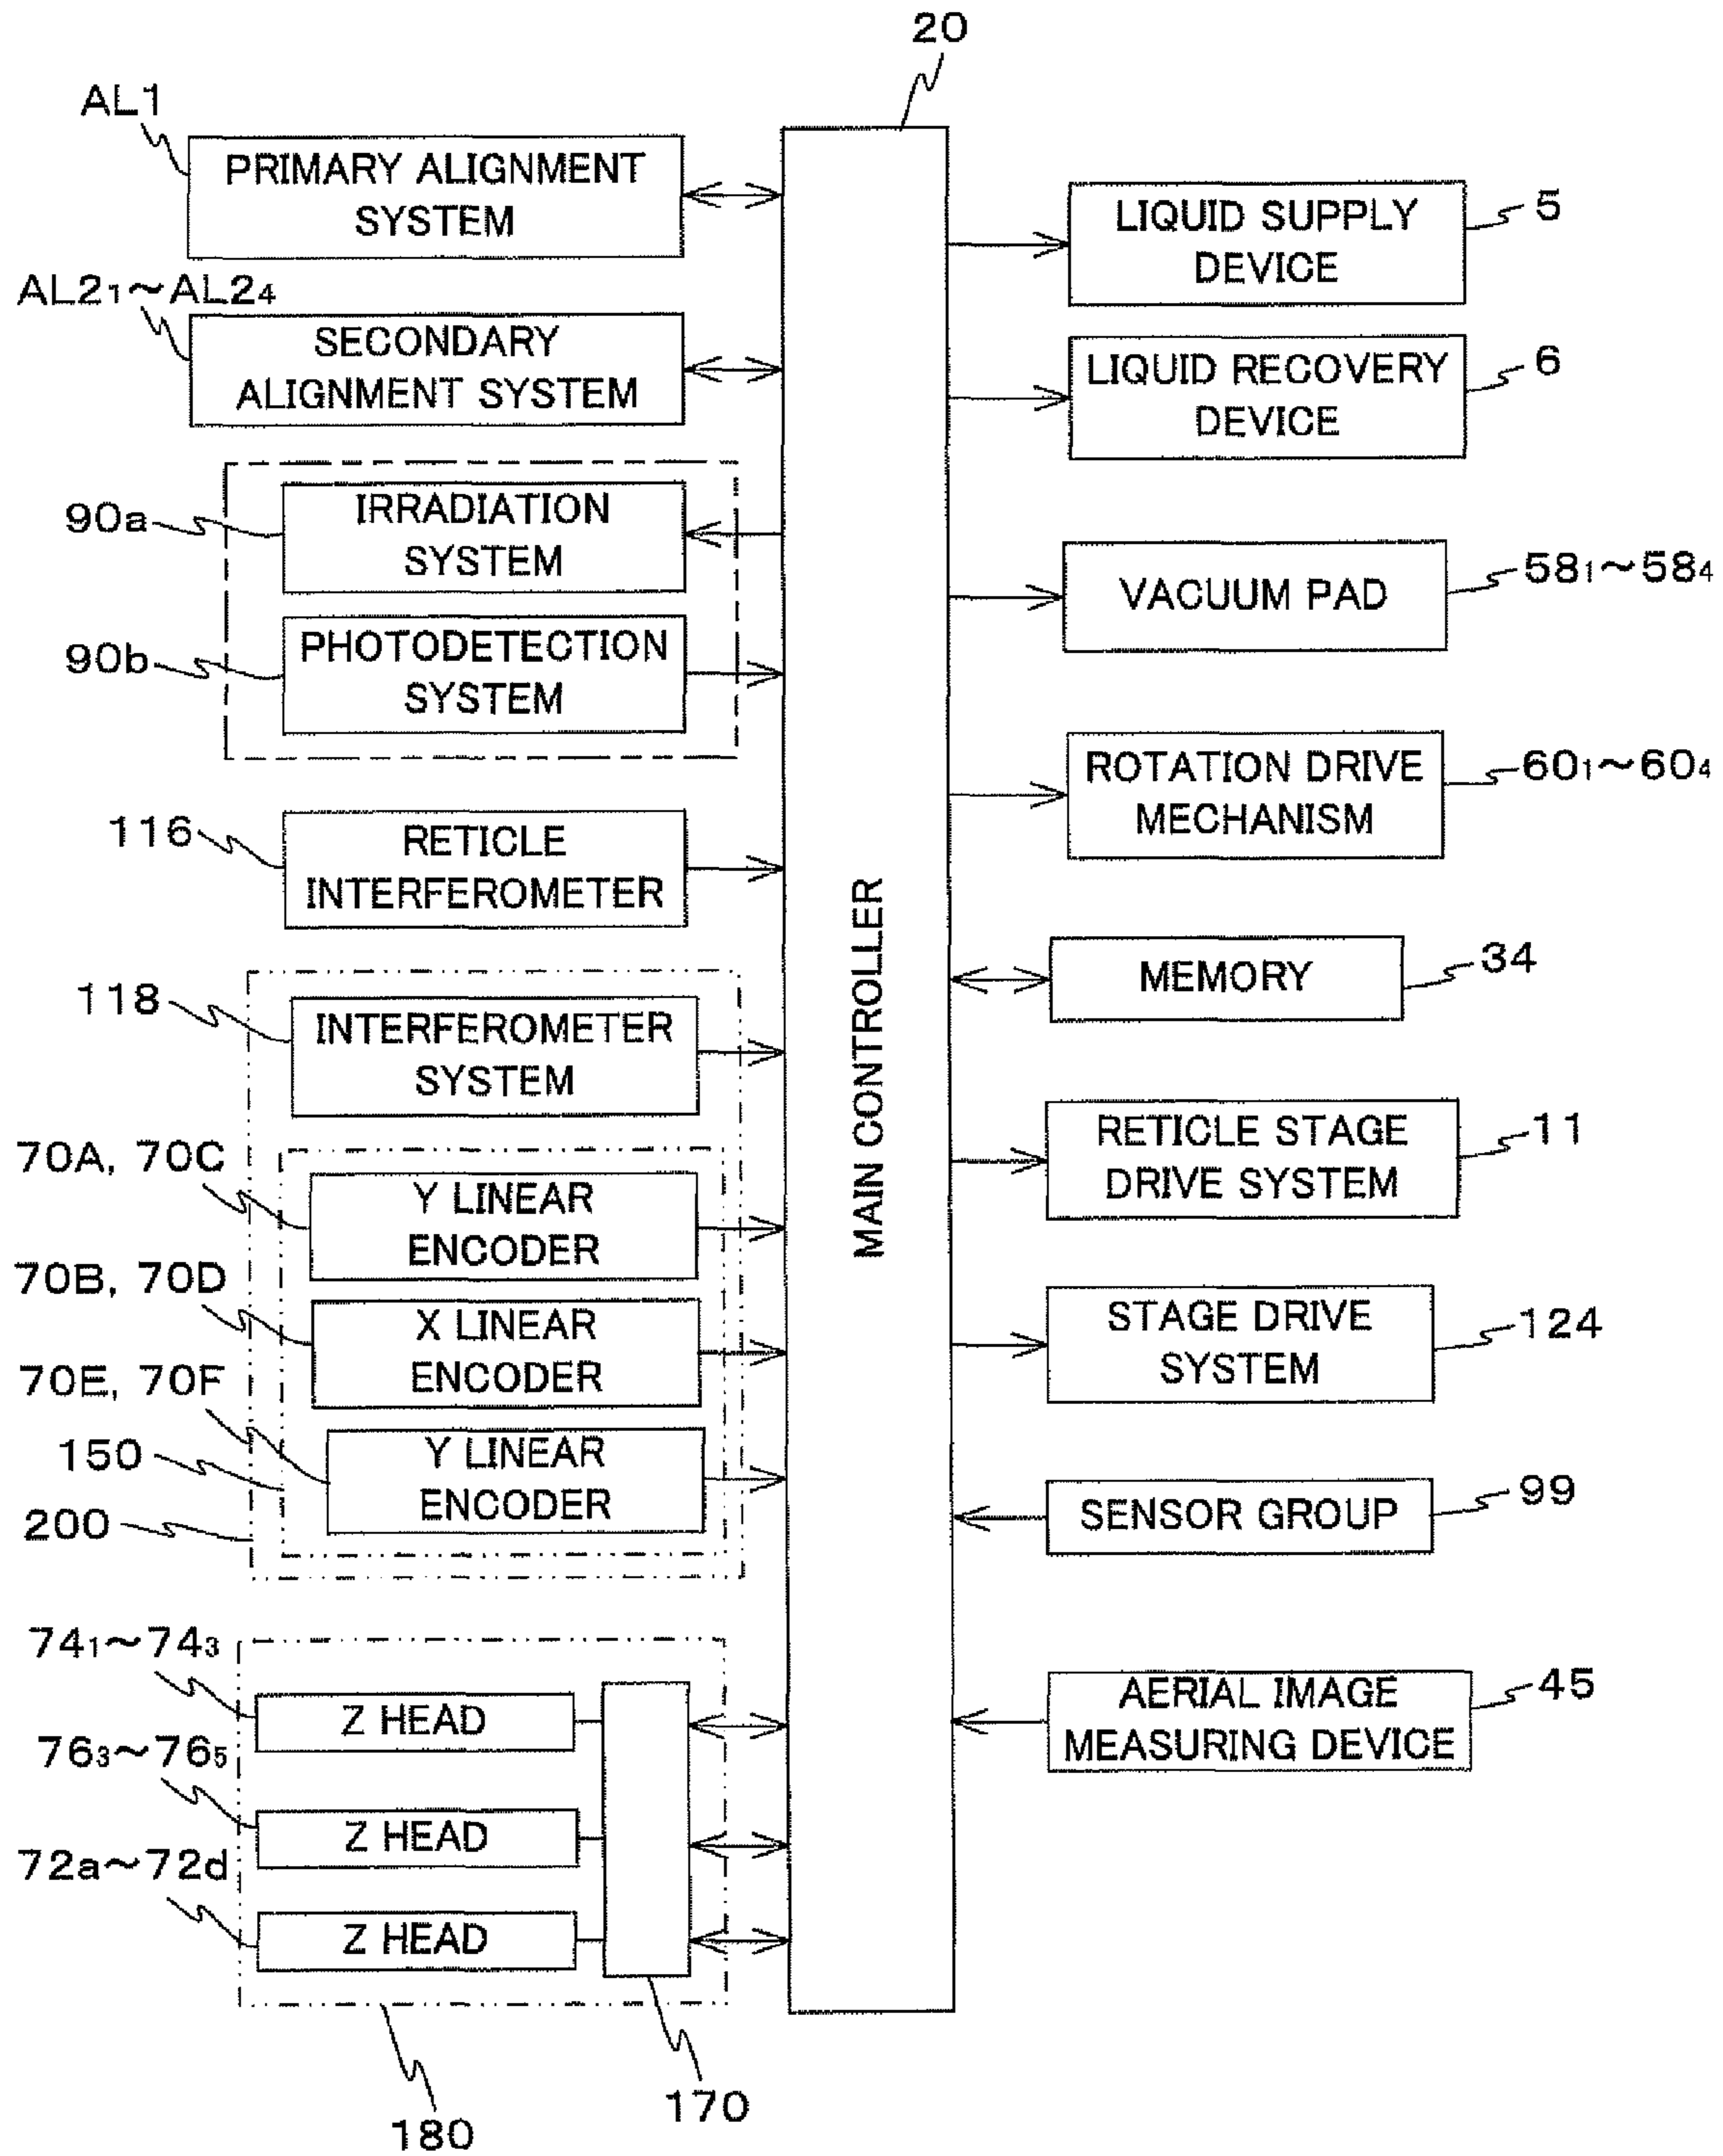 20
AL1
PRIMARY ALIGNMENT
SYSTEM
AL2₁~AL2₄
SECONDARY
ALIGNMENT SYSTEM
90a
IRRADIATION
SYSTEM
90b
PHOTODETECTION
SYSTEM
116
RETICLE
INTERFEROMETER
118
INTERFEROMETER
SYSTEM
70A, 70C
Y LINEAR
ENCODER
70B, 70D
X LINEAR
ENCODER
70E, 70F
Y LINEAR
ENCODER
150
200
74₁~74₃
Z HEAD
76₃~76₅
Z HEAD
72a~72d
Z HEAD
170
180
MAIN CONTROLLER
LIQUID SUPPLY
DEVICE
5
LIQUID RECOVERY
DEVICE
6
VACUUM PAD
58₁~58₄
ROTATION DRIVE
MECHANISM
60₁~60₄
MEMORY
34
RETICLE STAGE
DRIVE SYSTEM
11
STAGE DRIVE
SYSTEM
124
SENSOR GROUP
99
AERIAL IMAGE
MEASURING DEVICE
45